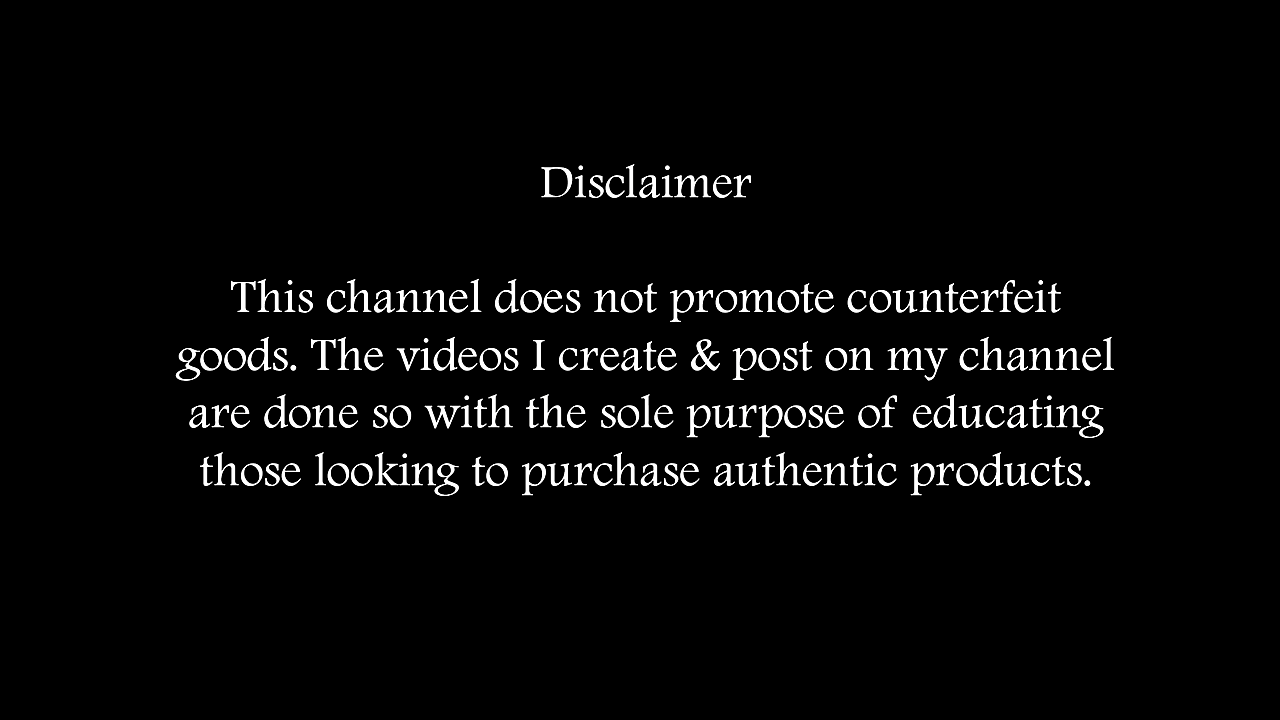 Disclaimer
This channel does not promote counterfeit
goods. The videos I create & post on my channel
are done so with the sole purpose of educating
those looking to purchase authentic products.